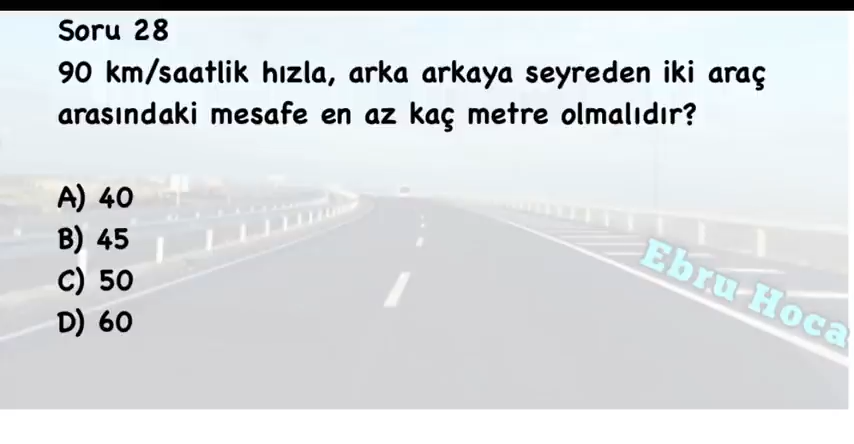 Soru 28
90 km/saatlik hızla, arka arkaya seyreden iki araç
arasındaki mesafe en az kaç metre olmalıdır?
A) 40
B) 45
C) 50
D) 60
Ebru Hoca